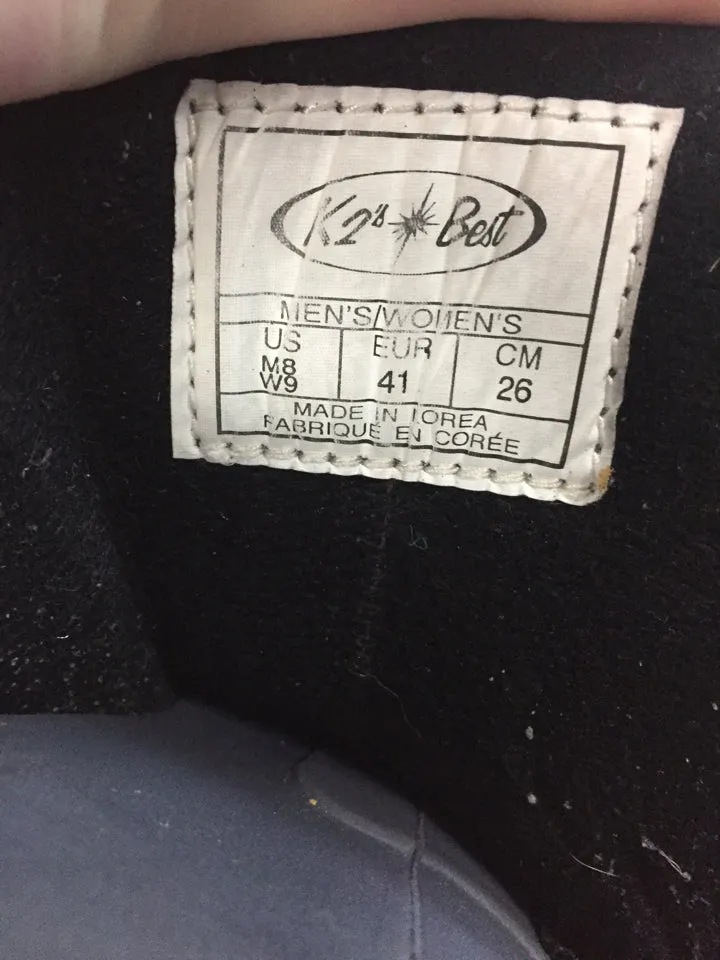 K2's Best
MEN'S/WOMEN'S
US EUR CM
M8
W9 41 26
MADE IN KOREA
FABRIQUÉ EN CORÉE